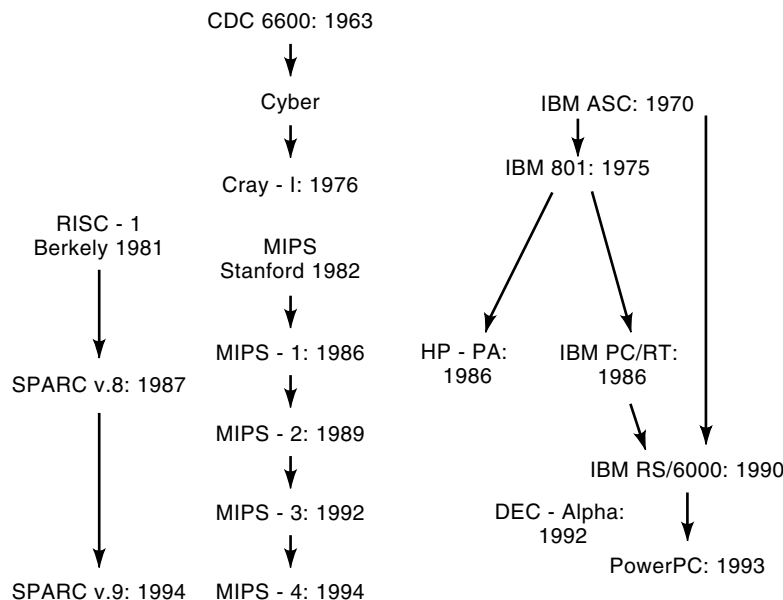 CDC 6600: 1963
Cyber
Cray - I: 1976
IBM ASC: 1970
IBM 801: 1975
RISC - 1
Berkely 1981
MIPS
Stanford 1982
SPARC v.8: 1987
MIPS - 1: 1986
HP - PA:
1986
IBM PC/RT:
1986
MIPS - 2: 1989
IBM RS/6000: 1990
MIPS - 3: 1992
DEC - Alpha:
1992
PowerPC: 1993
SPARC v.9: 1994
MIPS - 4: 1994